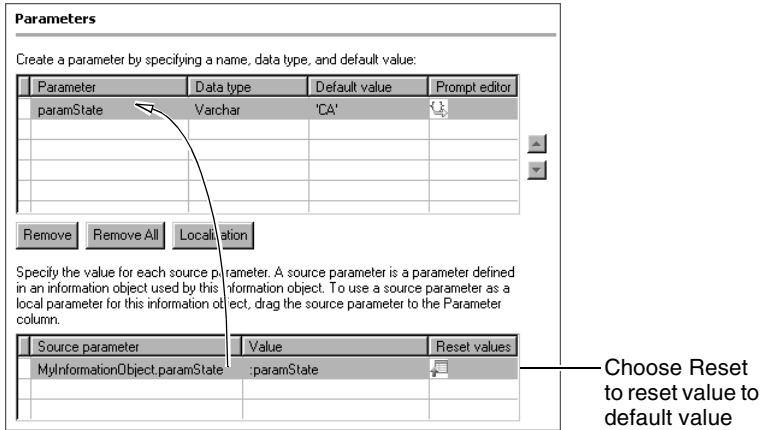 Parameters
Create a parameter by specifying a name, data type, and default value:
Parameter Data type Default value Prompt editor
paramState Varchar 'CA'
Remove Remove All Localization
Specify the value for each source parameter. A source parameter is a parameter defined
in an information object used by this information object. To use a source parameter as a
local parameter for this information object, drag the source parameter to the Parameter
column.
Source parameter Value Reset values
MyInformationObject.paramState :paramState
Choose Reset
to reset value to
default value